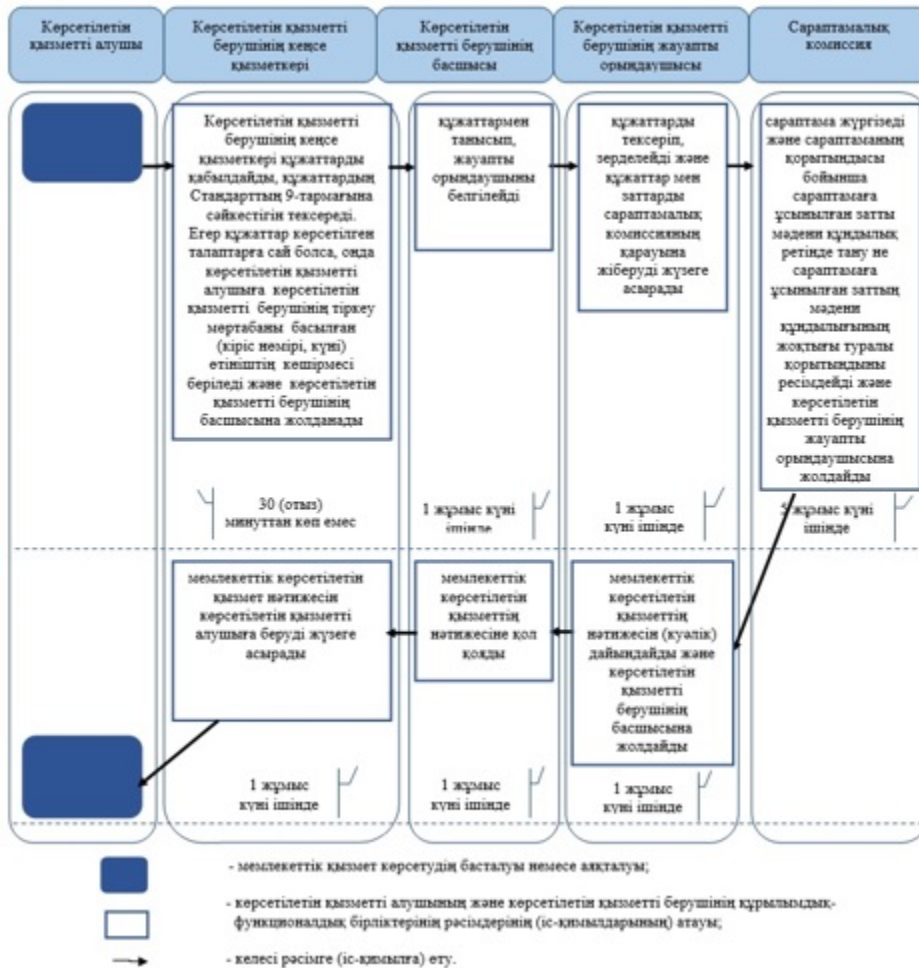 Көрсетілетін
қызметті алушы
Көрсетілетін қызметті
берушінің кеңсе
қызметкері
Көрсетілетін
қызметті берушінің
басшысы
Көрсетілетін қызметті
берушінің жауапты
орындаушысы
Сараптамалық
комиссия
Көрсетілетін қызметті
берушінің кеңсе
қызметкері құжаттарды
қабылдайды, құжаттардың
Стандарттың 9-тармағына
сәйкестігін тексереді.
Егер құжаттар көрсетілген
талаптарға сай болса, онда
көрсетілетін қызметті
алушыға көрсетілетін
қызметті берушінің тіркеу
мөртабаны басылған
(кіріс нөмірі, күні)
өтініштің көшірмесі
беріледі және көрсетілетін
қызметті берушінің
басшысына жолданады
құжаттармен
танысып,
жауапты
орындаушыны
белгілейді
құжаттарды
тексеріп,
зерделейді және
құжаттар мен
заттарды
сараптамалық
комиссияның
қарауына
жіберуді жүзеге
асырады
сараптама жүргізеді
және сараптаманың
қорытындысы
бойынша
сараптамаға
ұсынылған затты
мәдени құндылық
ретінде тану не
сараптамаға
ұсынылған заттың
мәдени
құндылығының
жоқтығы туралы
қорытындыны
ресімдейді және
көрсетілетін
қызметті берушінің
жауапты
орындаушысына
жолдайды
30 (отыз)
минуттан көп емес
1 жұмыс күні
ішінде
1 жұмыс
күні ішінде
5 жұмыс күні
ішінде
мемлекеттік көрсетілетін
қызмет нәтижесін
көрсетілетін қызметті
алушыға беруді жүзеге
асырады
мемлекеттік
көрсетілетін
қызметтің
нәтижесіне қол
қояды
мемлекеттік
көрсетілетін
қызметтің
нәтижесін (куәлік)
дайындайды және
көрсетілетін
қызметті
берушінің
басшысына
жолдайды
1 жұмыс
күні ішінде
1 жұмыс
күні ішінде
1 жұмыс
күні ішінде
- мемлекеттік қызмет көрсетудің басталуы немесе аяқталуы;
- көрсетілетін қызметті алушының және көрсетілетін қызметті берушінің құрылымдық-
функционалдық бірліктерінің рәсімдерінің (іс-қимылдарының) атауы;
- келесі рәсімге (іс-қимылға) өту.